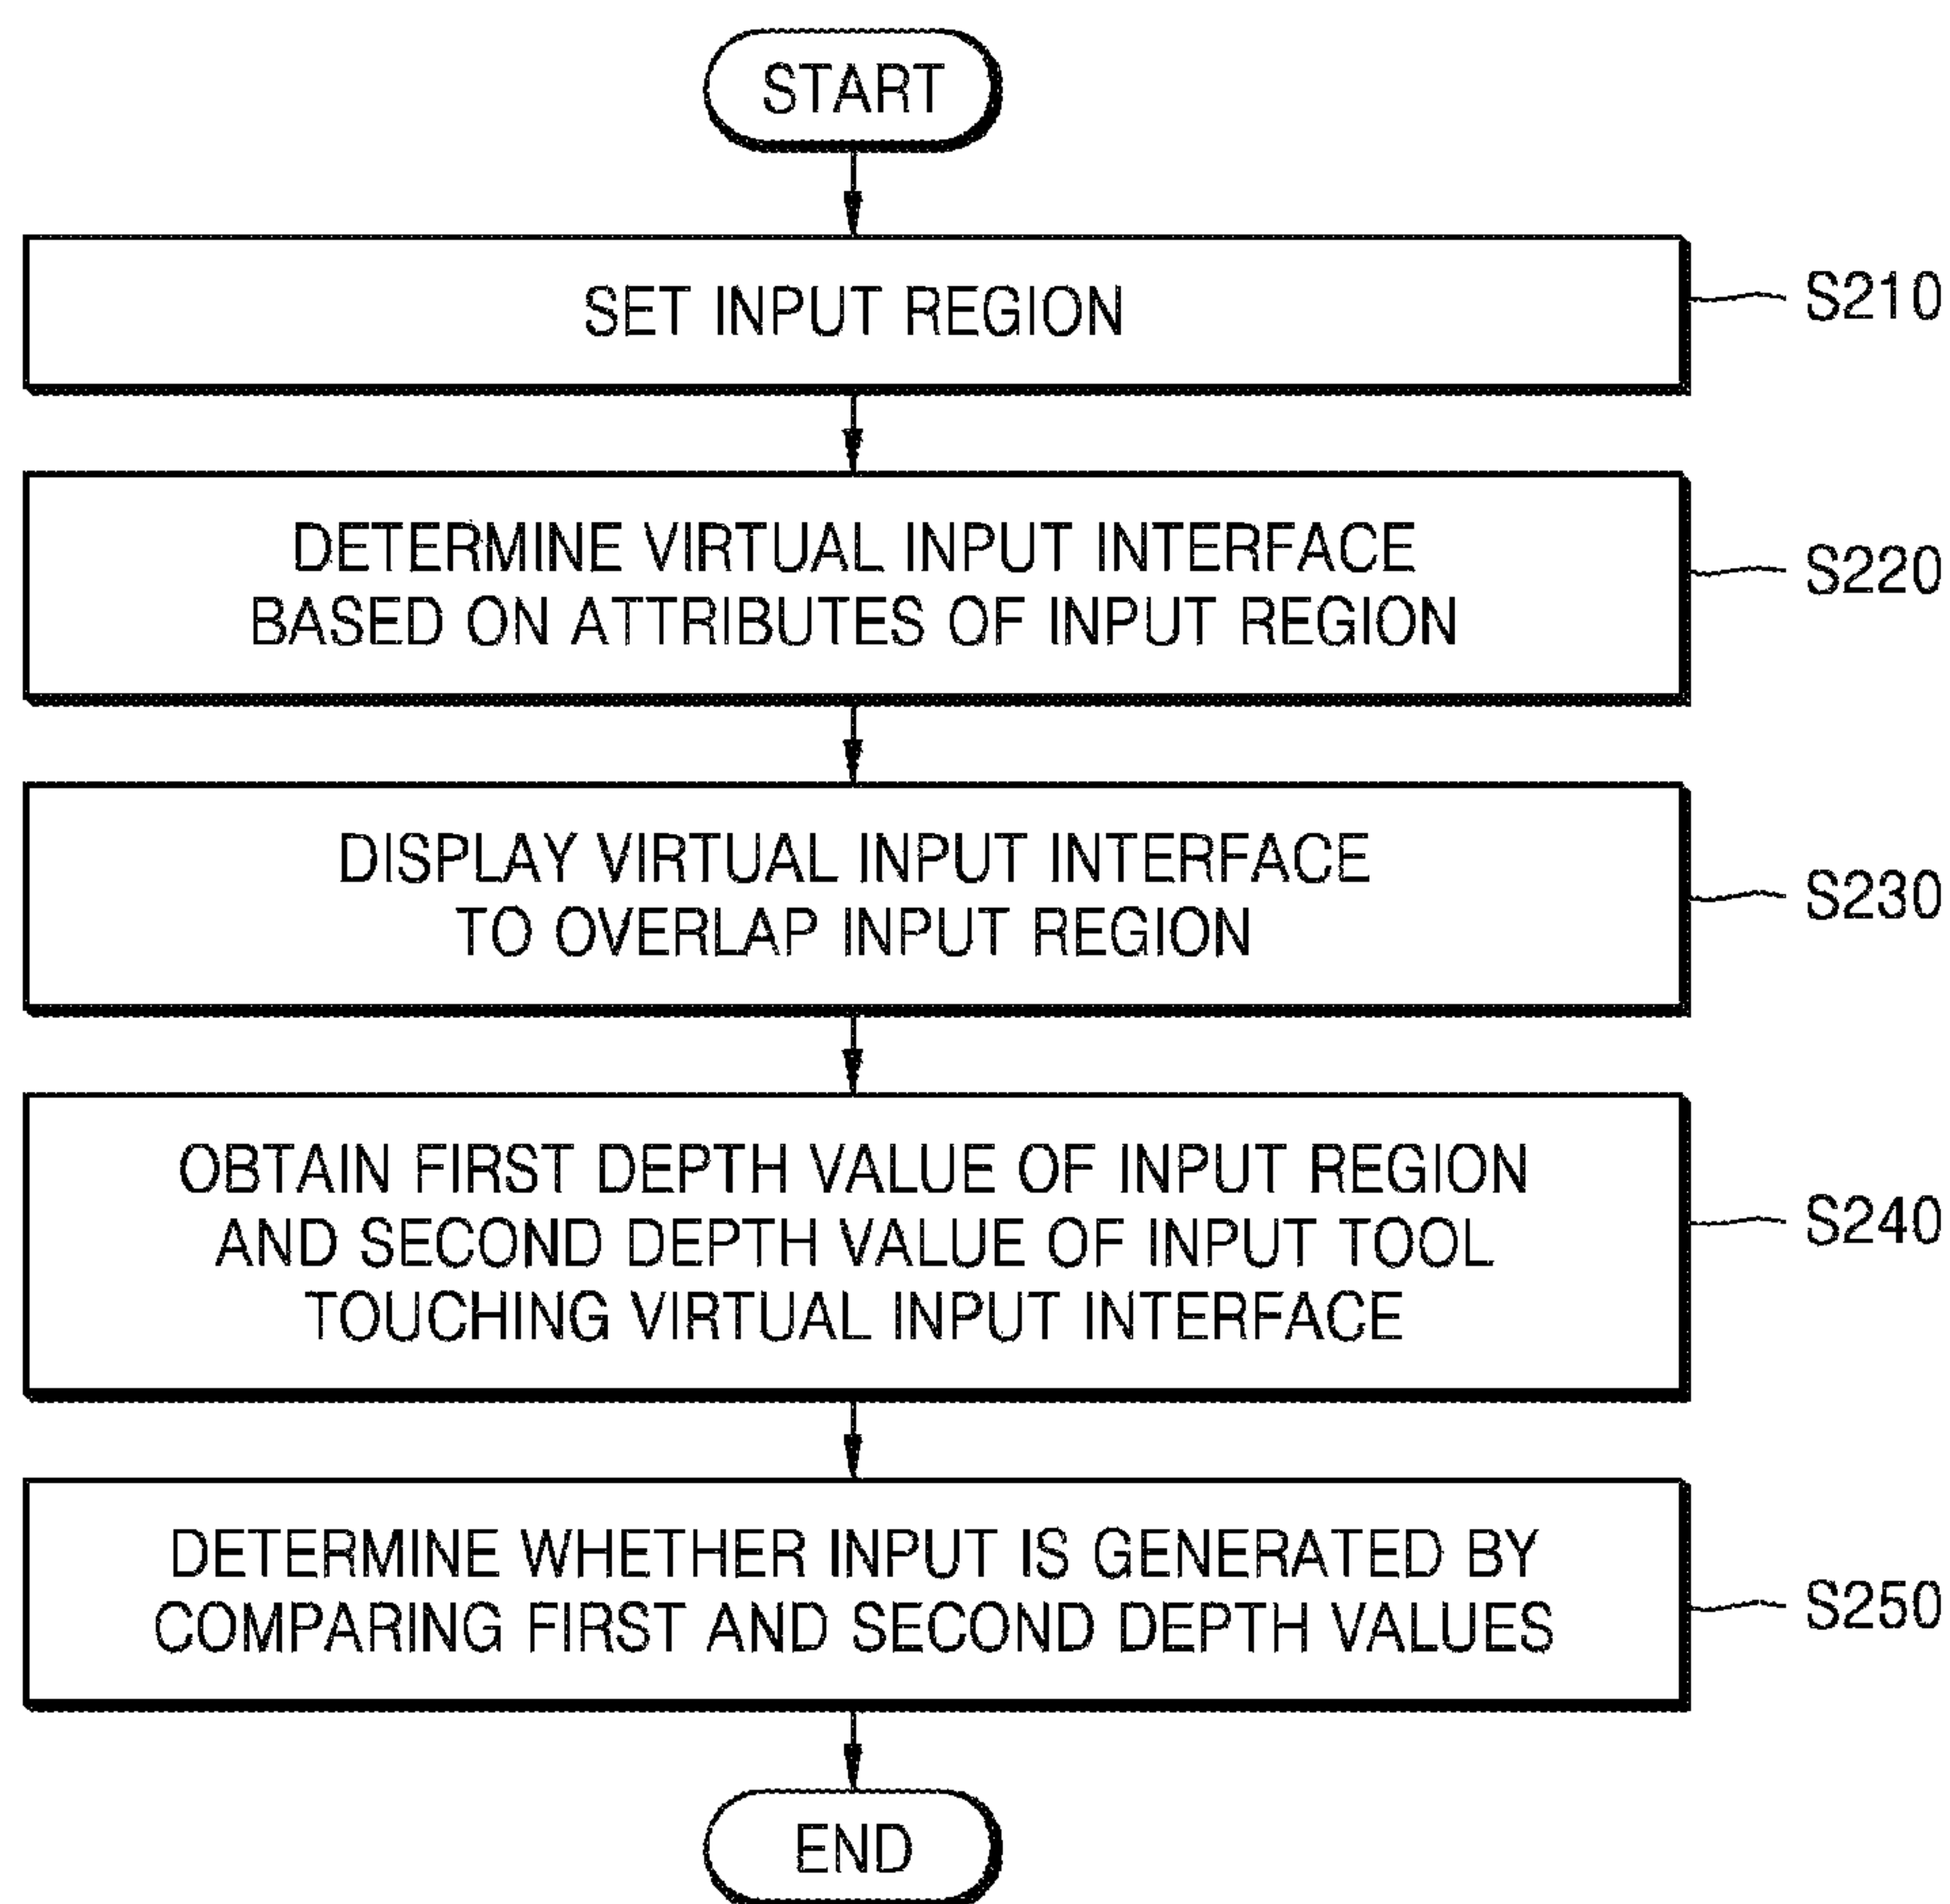 START
SET INPUT REGION
S210
DETERMINE VIRTUAL INPUT INTERFACE
BASED ON ATTRIBUTES OF INPUT REGION
S220
DISPLAY VIRTUAL INPUT INTERFACE
TO OVERLAP INPUT REGION
S230
OBTAIN FIRST DEPTH VALUE OF INPUT REGION
AND SECOND DEPTH VALUE OF INPUT TOOL
TOUCHING VIRTUAL INPUT INTERFACE
S240
DETERMINE WHETHER INPUT IS GENERATED BY
COMPARING FIRST AND SECOND DEPTH VALUES
S250
END